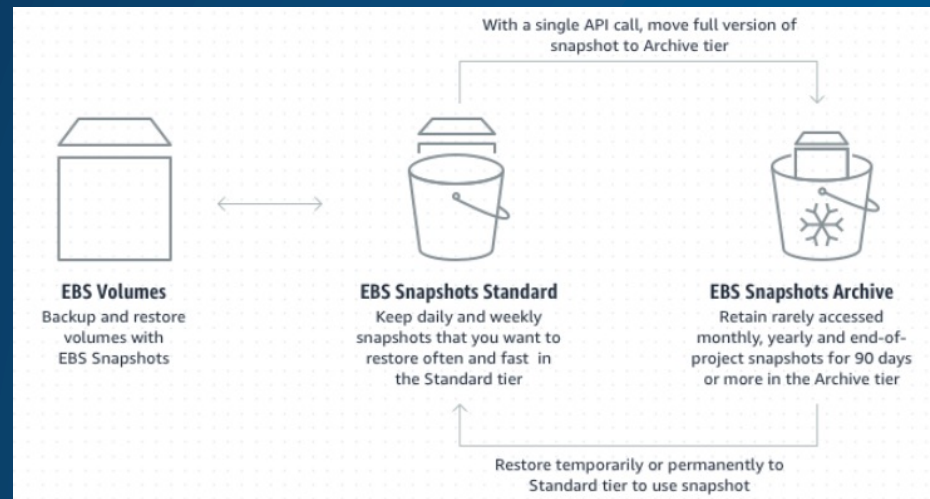 With a single API call, move full version of
snapshot to Archive tier
EBS Volumes
Backup and restore
volumes with
EBS Snapshots
EBS Snapshots Standard
Keep daily and weekly
snapshots that you want to
restore often and fast in
the Standard tier
EBS Snapshots Archive
Retain rarely accessed
monthly, yearly and end-of-
project snapshots for 90 days
or more in the Archive tier
Restore temporarily or permanently to
Standard tier to use snapshot